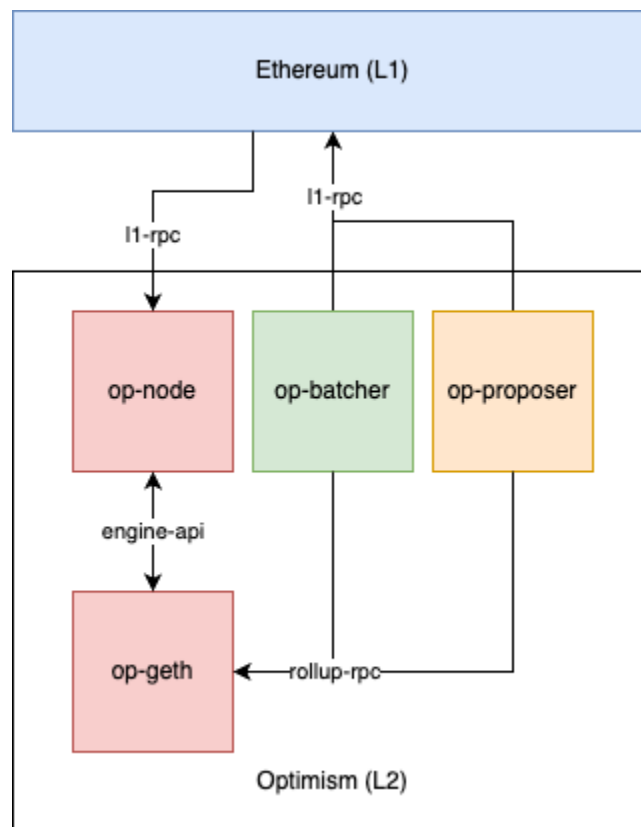 Ethereum (L1)
l1-rpc
l1-rpc
op-node
op-batcher
op-proposer
engine-api
op-geth
rollup-rpc
Optimism (L2)